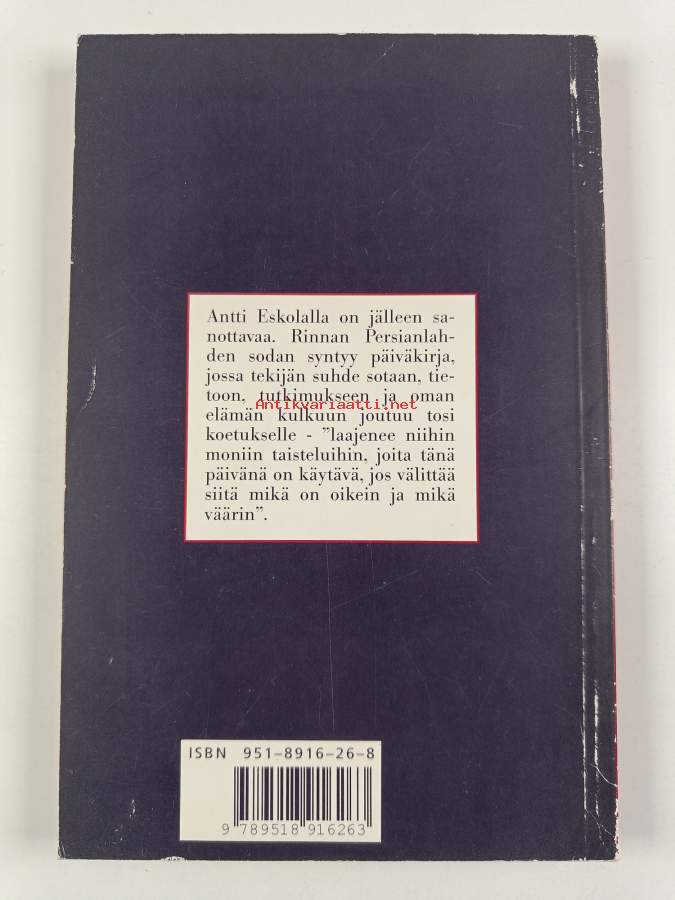 Antti Eskolalla on jälleen sa-
nottavaa. Rinnan Persianlah-
den sodan syntyy päiväkirja,
jossa tekijän suhde sotaan, tie-
toon, tutkimukseen ja oman
Antikvariaatti.net
elämän kulkuun joutuu tosi
koetukselle - "laajenee niihin
moniin taisteluihin, joita tänä
päivänä on käytävä, jos välittää
siitä mikä on oikein ja mikä
väärin".
ISBN 951-8916-26-8
9 789518 916263